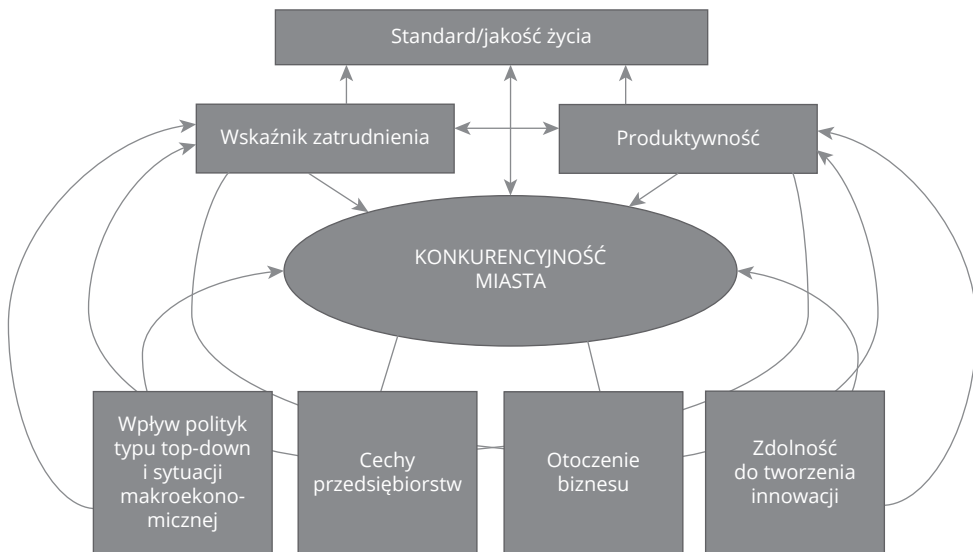 Standard/jakość życia
Wskaźnik zatrudnienia
Produktywność
KONKURENCYJNOŚĆ
MIASTA
Wpływ polityk
typu top-down
i sytuacji
makroekono-
micznej
Cechy
przedsiębiorstw
Otoczenie
biznesu
Zdolność
do tworzenia
innowacji